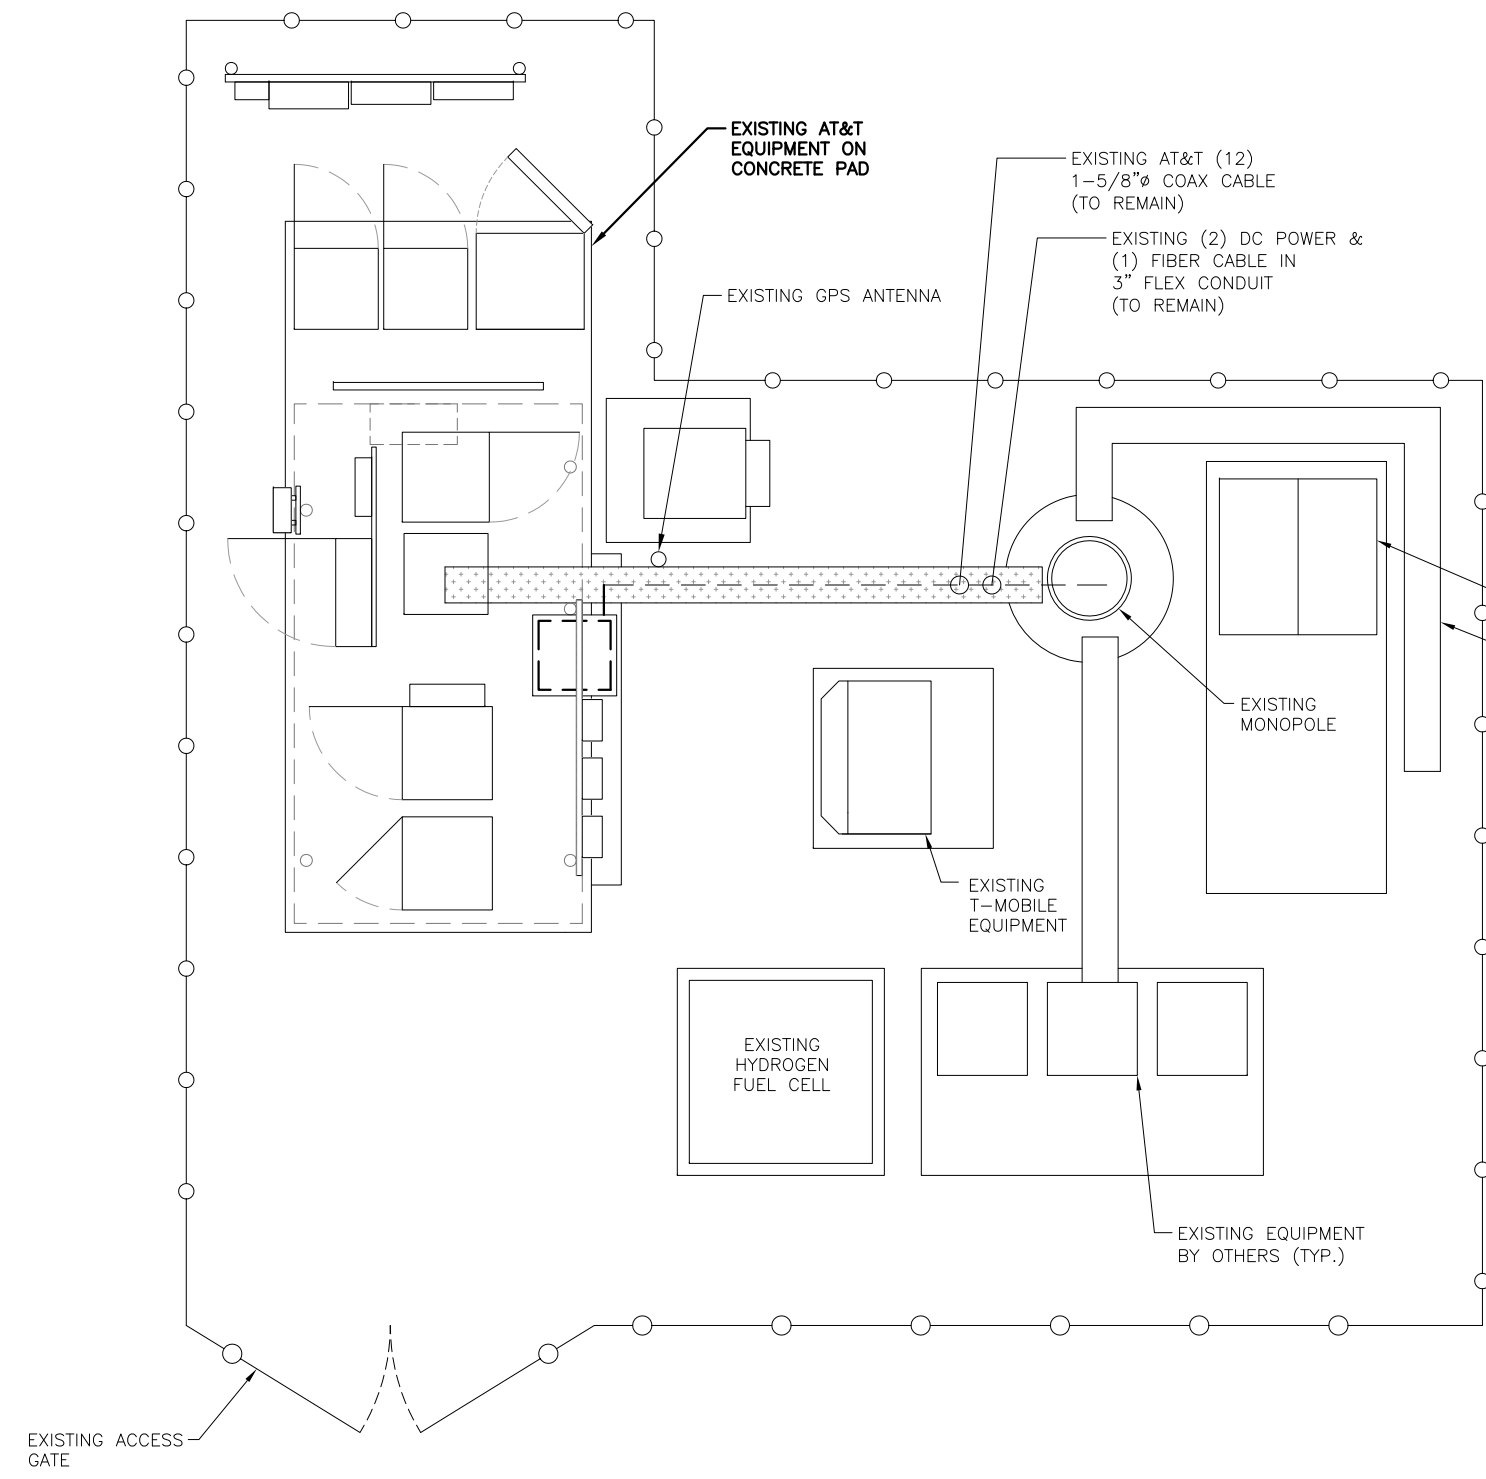 EXISTING AT&T
EQUIPMENT ON
CONCRETE PAD
EXISTING AT&T (12)
1-5/8"ø COAX CABLE
(TO REMAIN)
EXISTING (2) DC POWER &
(1) FIBER CABLE IN
3" FLEX CONDUIT
(TO REMAIN)
EXISTING GPS ANTENNA
EXISTING
MONOPOLE
EXISTING
T-MOBILE
EQUIPMENT
EXISTING
HYDROGEN
FUEL CELL
EXISTING EQUIPMENT
BY OTHERS (TYP.)
EXISTING ACCESS
GATE